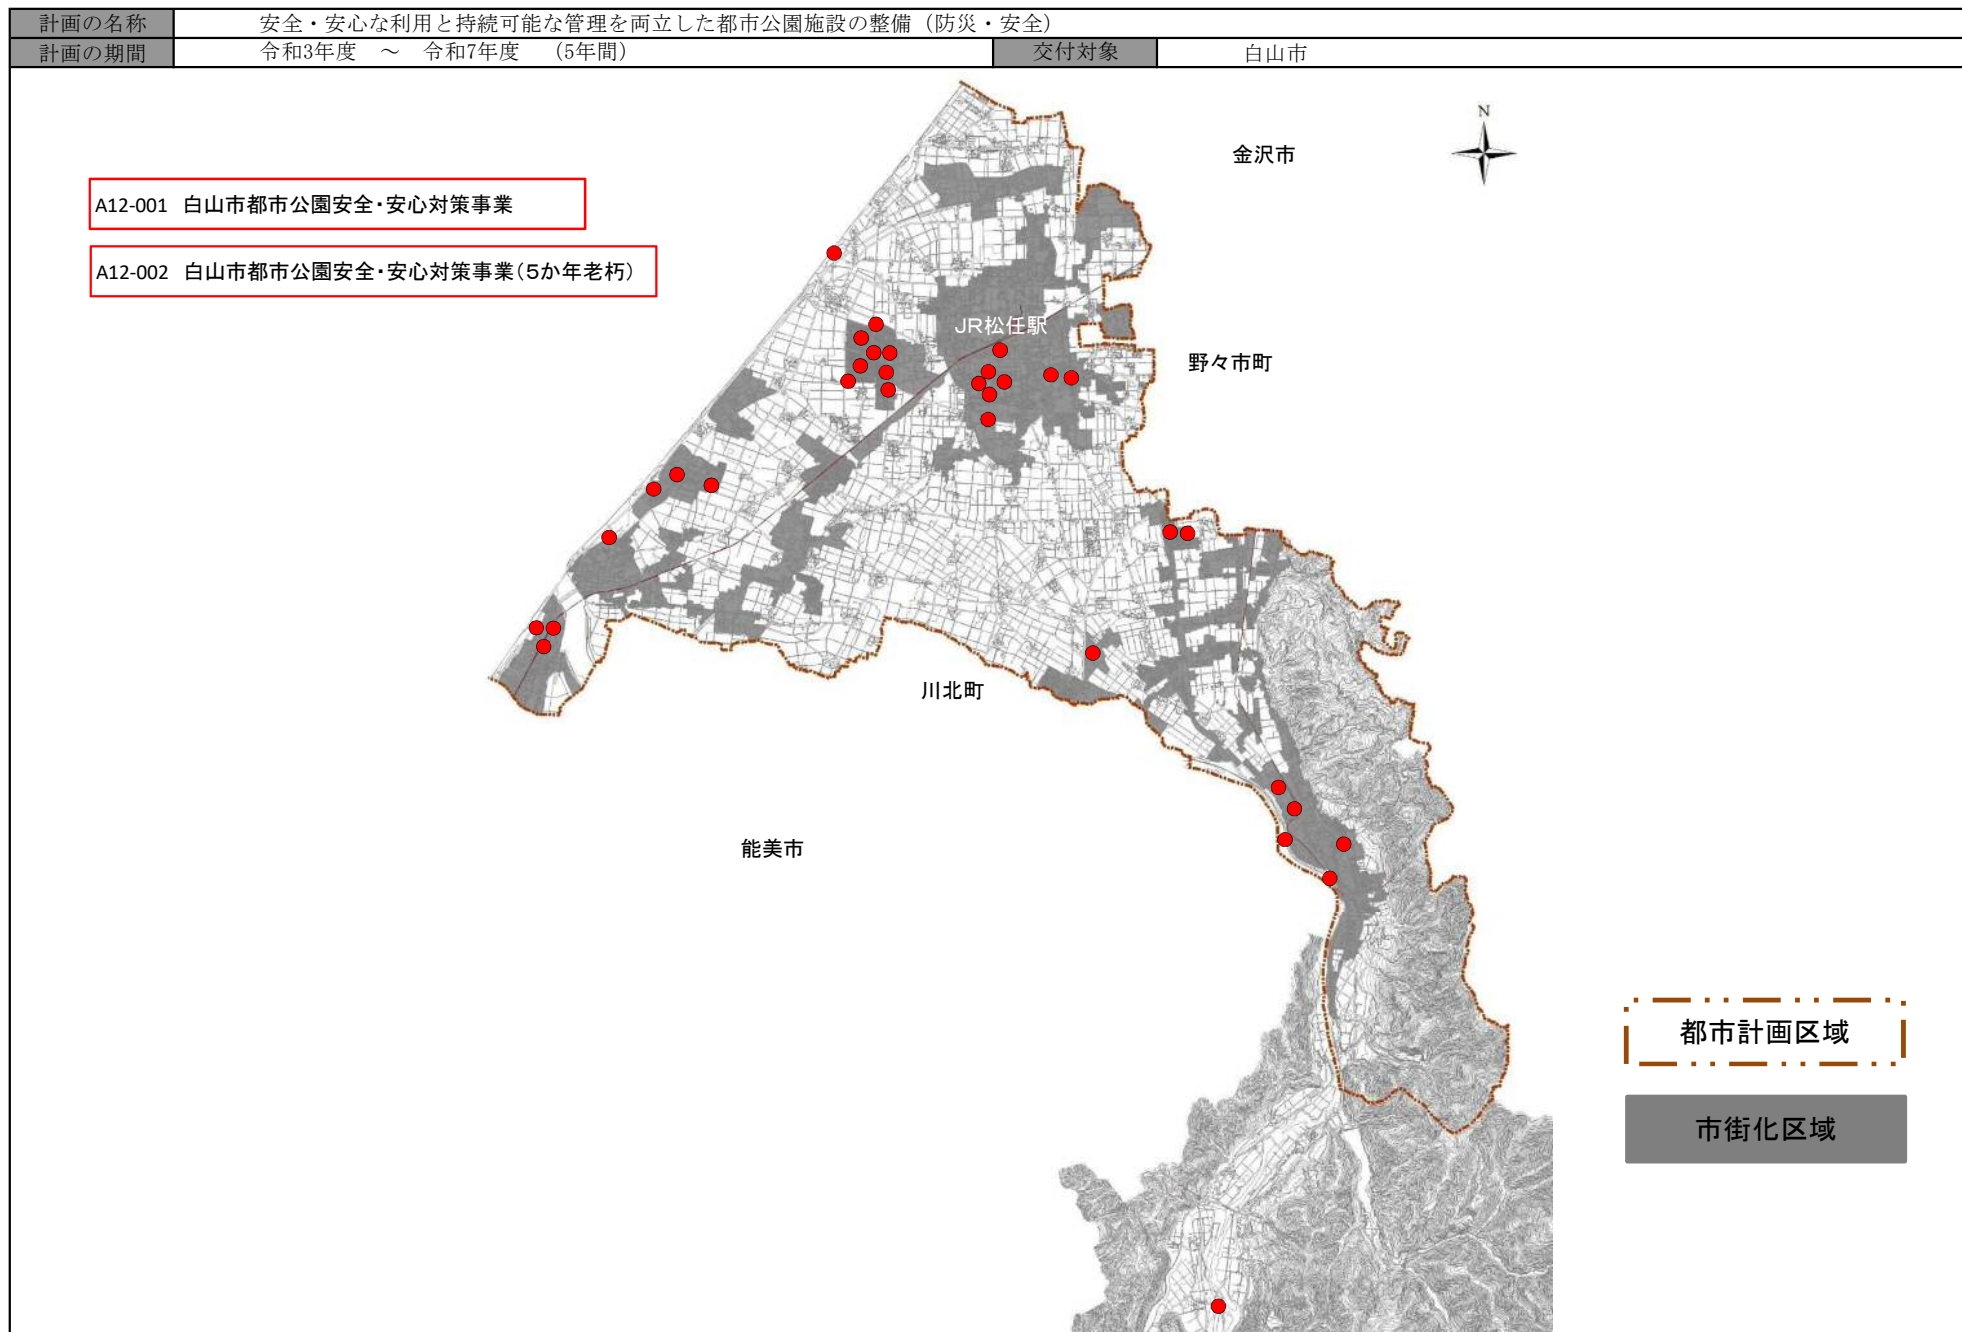 計画の名称 安全・安心な利用と持続可能な管理を両立した都市公園施設の整備（防災・安全）
計画の期間 令和3年度 ～ 令和7年度 （5年間） 交付対象 白山市
N
金沢市
A12-001 白山市都市公園安全・安心対策事業
A12-002 白山市都市公園安全・安心対策事業（5か年老朽）
JR松任駅
野々市町
川北町
能美市
都市計画区域
市街化区域